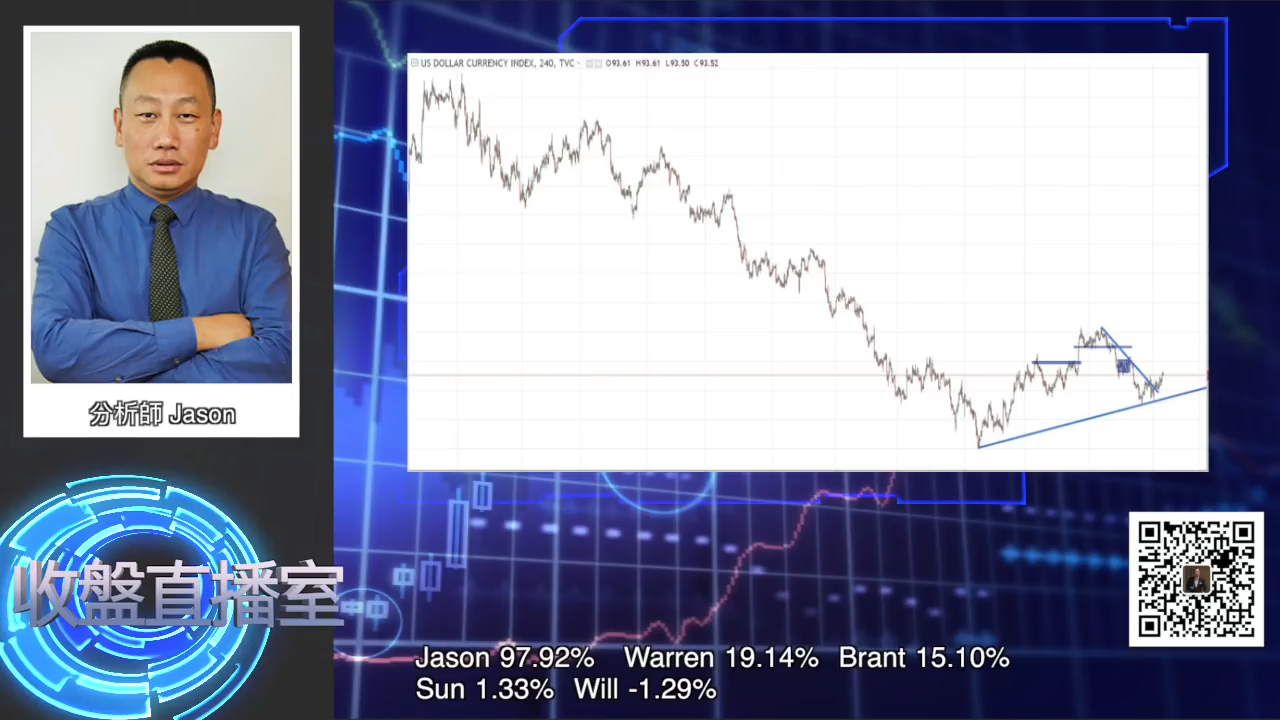 US DOLLAR CURRENCY INDEX, 240, TVC O93.61 H93.61 L93.50 C93.52
分析師 Jason
收盤直播室
Jason 97.92% Warren 19.14% Brant 15.10%
Sun 1.33% Will -1.29%